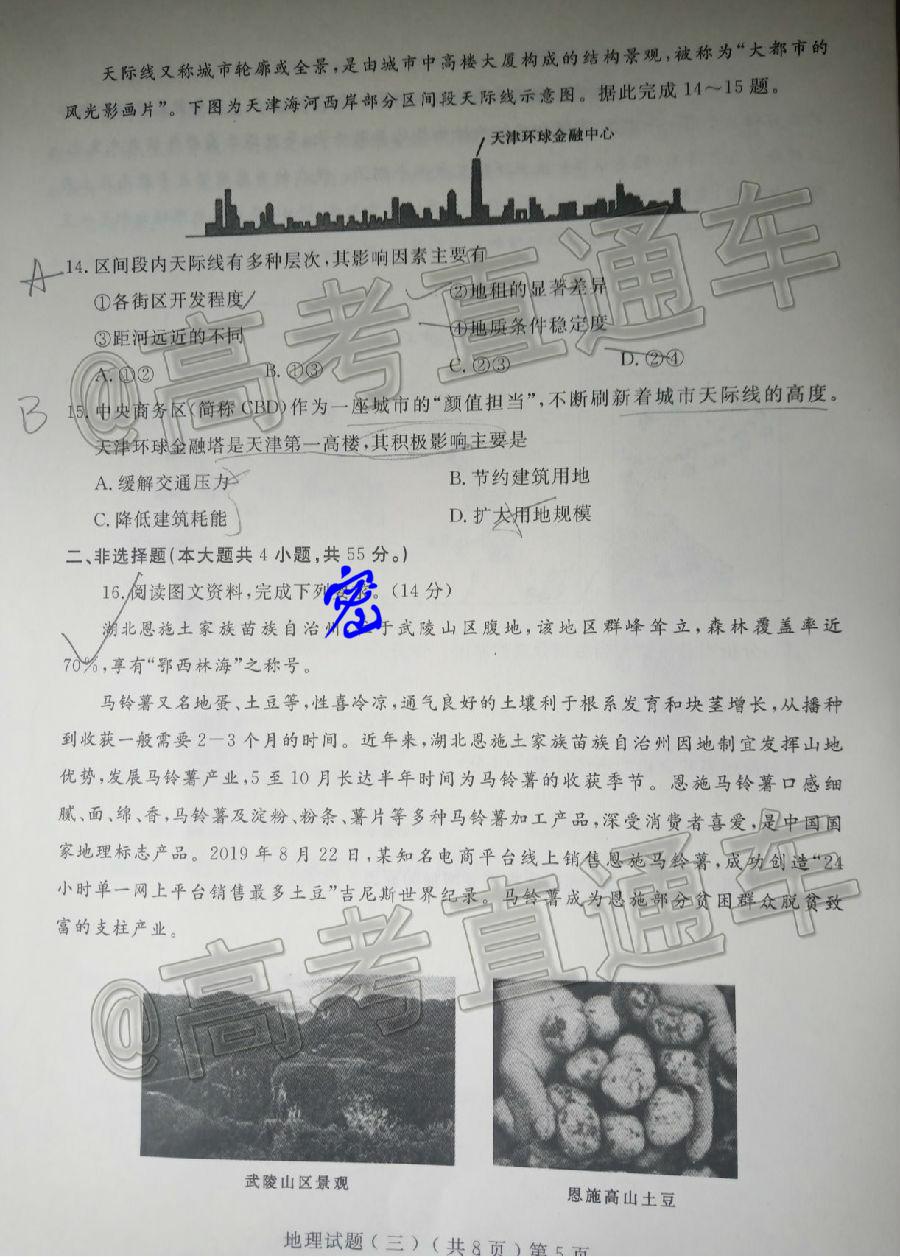 天际线又称城市轮廓或全景，是由城市中高楼大厦构成的结构景观，被称为“大都市的
风光影画片”。下图为天津海河西岸部分区间段天际线示意图。据此完成14～15题。
天津环球金融中心
A
14.区间段内天际线有多种层次，其影响因素主要有
①各街区开发程度
②地租的显著差异
③距河远近的不同
④地质条件稳定度
A.①②
B.①③
C.②③
D.②④
B
15.中央商务区(简称CBD)作为一座城市的“颜值担当”，不断刷新着城市天际线的高度。
天津环球金融塔是天津第一高楼，其积极影响主要是
A.缓解交通压力
B.节约建筑用地
C.降低建筑耗能
D.扩大用地规模
二、非选择题(本大题共4小题，共55分。)
16.阅读图文资料，完成下列。(14分)
密
湖北恩施土家族苗族自治州于武陵山区腹地，该地区群峰耸立，森林覆盖率近
70%，享有“鄂西林海”之称号。
马铃薯又名地蛋、土豆等，性喜冷凉，通气良好的土壤利于根系发育和块茎增长，从播种
到收获一般需要2—3个月的时间。近年来，湖北恩施土家族苗族自治州因地制宜发挥山地
优势，发展马铃薯产业，5至10月长达半年时间为马铃薯的收获季节。恩施马铃薯口感细
腻、面、绵、香，马铃薯及淀粉、粉条、薯片等多种马铃薯加工产品，深受消费者喜爱，是中国国
家地理标志产品。2019年8月22日，某知名电商平台线上销售恩施马铃薯，成功创造“24
小时单一网上平台销售最多土豆”吉尼斯世界纪录。马铃薯成为恩施部分贫困群众脱贫致
富的支柱产业。
武陵山区景观
恩施高山土豆
地理试题(三)(共8页)第5页
@高考直通车
@高考直通车